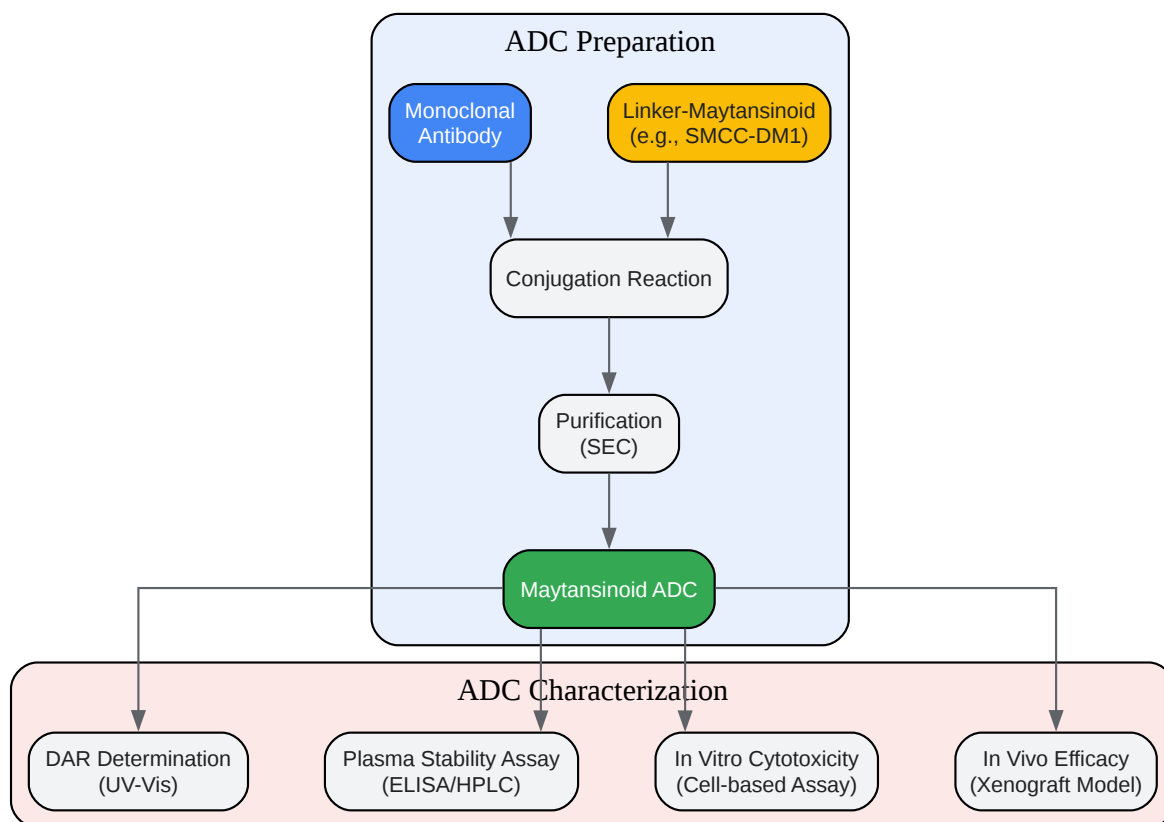 ADC Preparation
Monoclonal
Antibody
Linker-Maytansinoid
(e.g., SMCC-DM1)
Conjugation Reaction
Purification
(SEC)
Maytansinoid ADC
ADC Characterization
DAR Determination
(UV-Vis)
Plasma Stability Assay
(ELISA/HPLC)
In Vitro Cytotoxicity
(Cell-based Assay)
In Vivo Efficacy
(Xenograft Model)